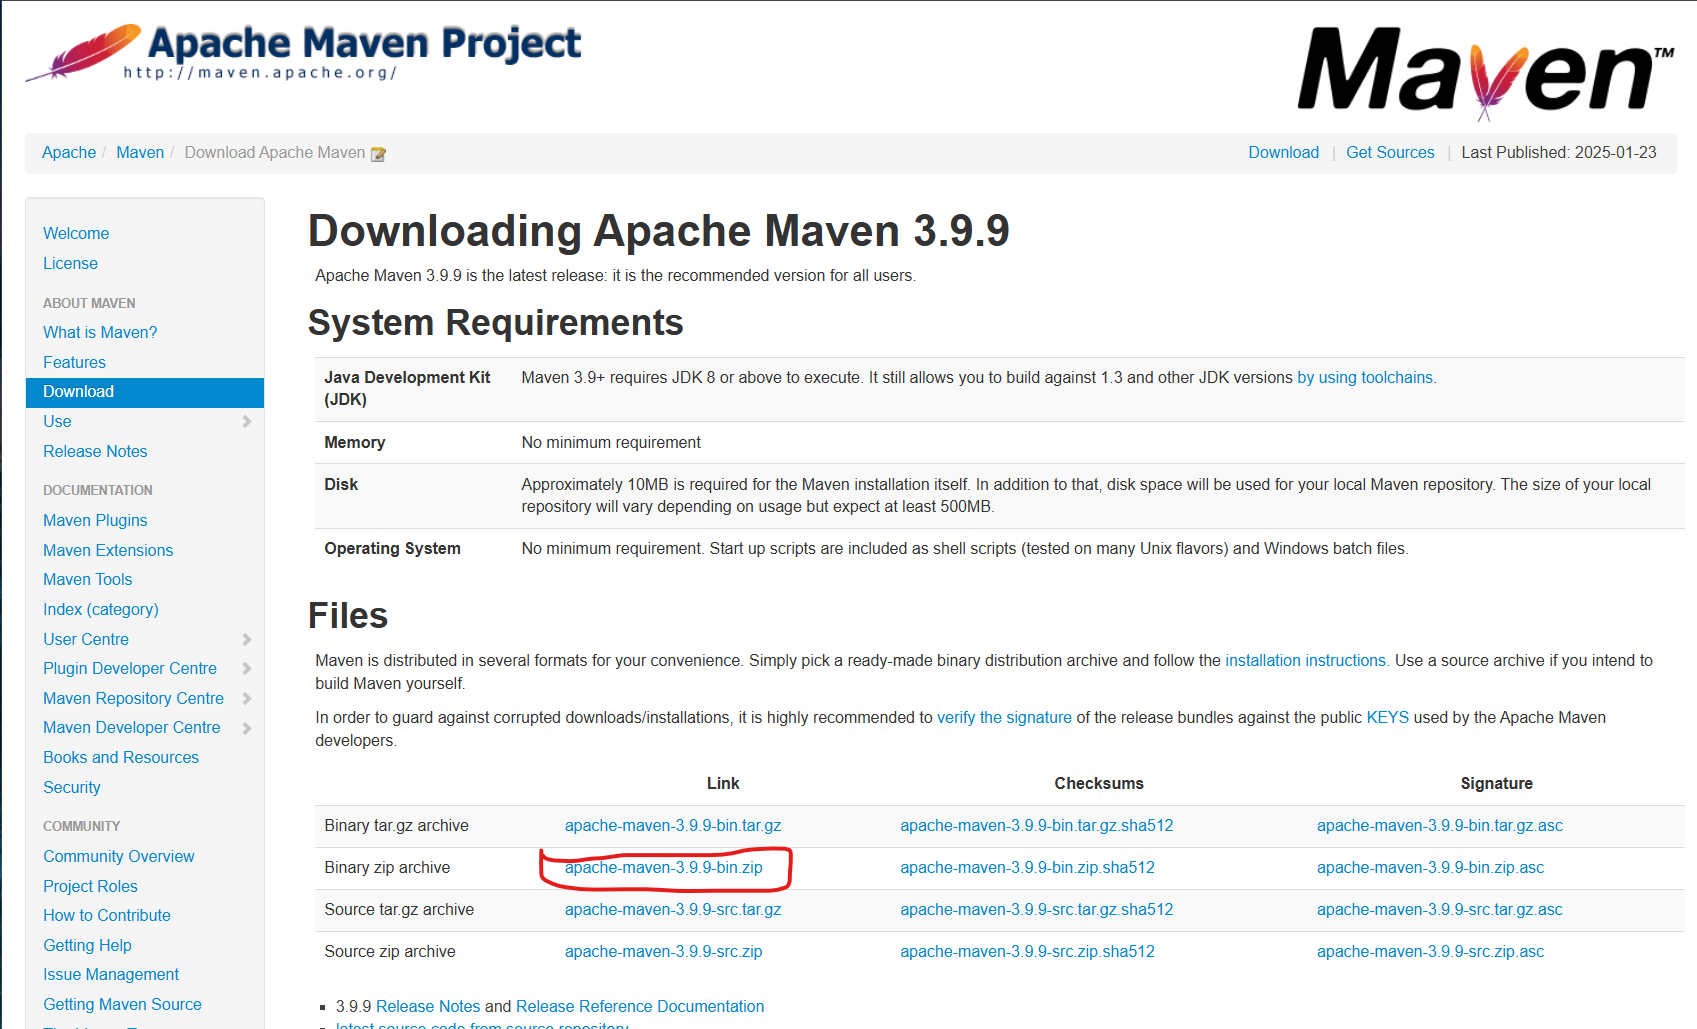 Apache Maven Project
http://maven.apache.org/
Maven™
Apache / Maven / Download Apache Maven
Download | Get Sources | Last Published: 2025-01-23
Welcome
License
ABOUT MAVEN
What is Maven?
Features
Download
Use
Release Notes
DOCUMENTATION
Maven Plugins
Maven Extensions
Maven Tools
Index (category)
User Centre
Plugin Developer Centre
Maven Repository Centre
Maven Developer Centre
Books and Resources
Security
COMMUNITY
Community Overview
Project Roles
How to Contribute
Getting Help
Issue Management
Getting Maven Source
Downloading Apache Maven 3.9.9
Apache Maven 3.9.9 is the latest release: it is the recommended version for all users.
System Requirements
Java Development Kit Maven 3.9+ requires JDK 8 or above to execute. It still allows you to build against 1.3 and other JDK versions by using toolchains.
(JDK)
Memory No minimum requirement
Disk Approximately 10MB is required for the Maven installation itself. In addition to that, disk space will be used for your local Maven repository. The size of your local
repository will vary depending on usage but expect at least 500MB.
Operating System No minimum requirement. Start up scripts are included as shell scripts (tested on many Unix flavors) and Windows batch files.
Files
Maven is distributed in several formats for your convenience. Simply pick a ready-made binary distribution archive and follow the installation instructions. Use a source archive if you intend to
build Maven yourself.
In order to guard against corrupted downloads/installations, it is highly recommended to verify the signature of the release bundles against the public KEYS used by the Apache Maven
developers.
Link Checksums Signature
Binary tar.gz archive apache-maven-3.9.9-bin.tar.gz apache-maven-3.9.9-bin.tar.gz.sha512 apache-maven-3.9.9-bin.tar.gz.asc
Binary zip archive apache-maven-3.9.9-bin.zip apache-maven-3.9.9-bin.zip.sha512 apache-maven-3.9.9-bin.zip.asc
Source tar.gz archive apache-maven-3.9.9-src.tar.gz apache-maven-3.9.9-src.tar.gz.sha512 apache-maven-3.9.9-src.tar.gz.asc
Source zip archive apache-maven-3.9.9-src.zip apache-maven-3.9.9-src.zip.sha512 apache-maven-3.9.9-src.zip.asc
3.9.9 Release Notes and Release Reference Documentation
latest source code from source repository